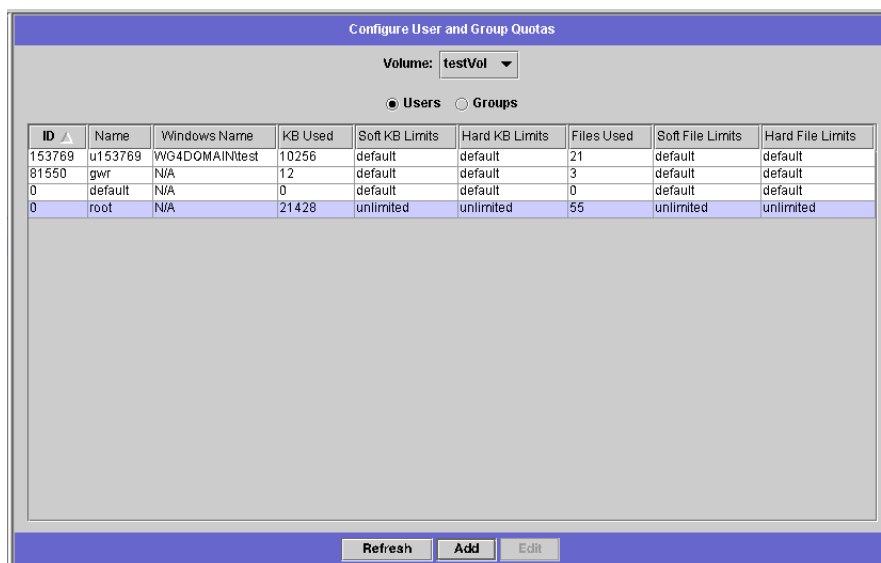 Configure User and Group Quotas
Volume: testVol
Users Groups
ID Name Windows Name KB Used Soft KB Limits Hard KB Limits Files Used Soft File Limits Hard File Limits
153769 u153769 WG4DOMAIN\test 10256 default default 21 default default
81550 gwr N/A 12 default default 3 default default
0 default N/A 0 default default 0 default default
0 root N/A 21428 unlimited unlimited 55 unlimited unlimited
Refresh Add Edit